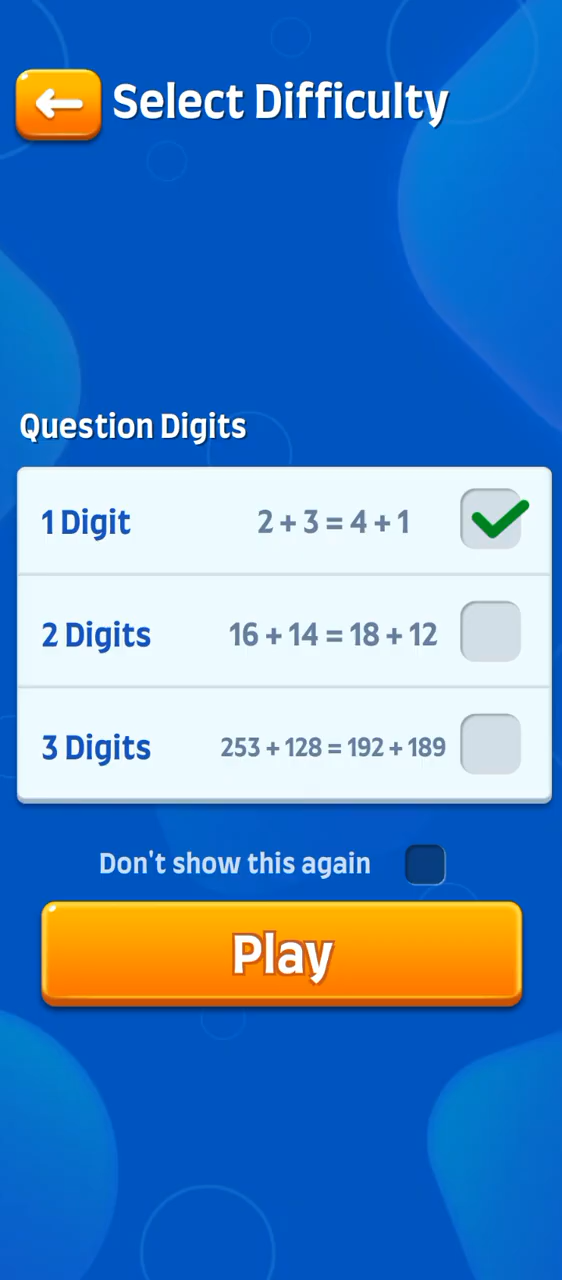 Select Difficulty
Question Digits
1 Digit 2 + 3 = 4 + 1
2 Digits 16 + 14 = 18 + 12
3 Digits 253 + 128 = 192 + 189
Don't show this again
Play